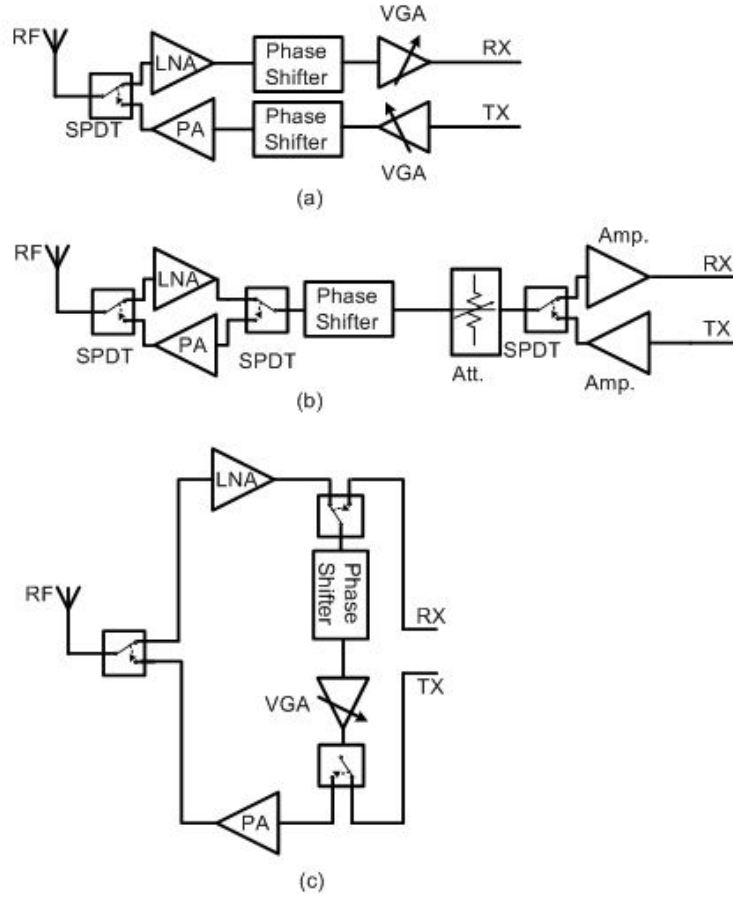 VGA
RF
LNA
Phase
Shifter
RX
SPDT
PA
Phase
Shifter
TX
VGA
(a)
Amp.
RF
LNA
RX
Phase
Shifter
SPDT
PA
SPDT
SPDT
TX
Att.
Amp.
(b)
LNA
Phase
Shifter
RF
RX
TX
VGA
PA
(c)